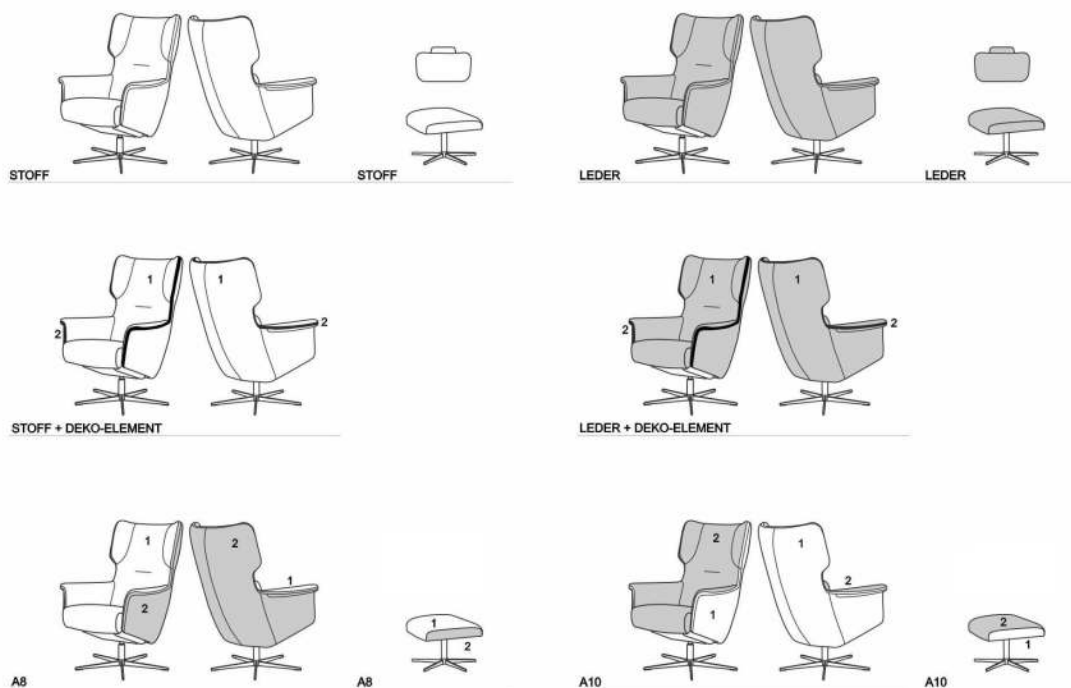 STOFF STOFF LEDER LEDER
1 1 1 1
2 2 2 2
STOFF + DEKO-ELEMENT LEDER + DEKO-ELEMENT
1 2 2 1
1 2
2 1
1 2
2 1
A8 A8 A10 A10